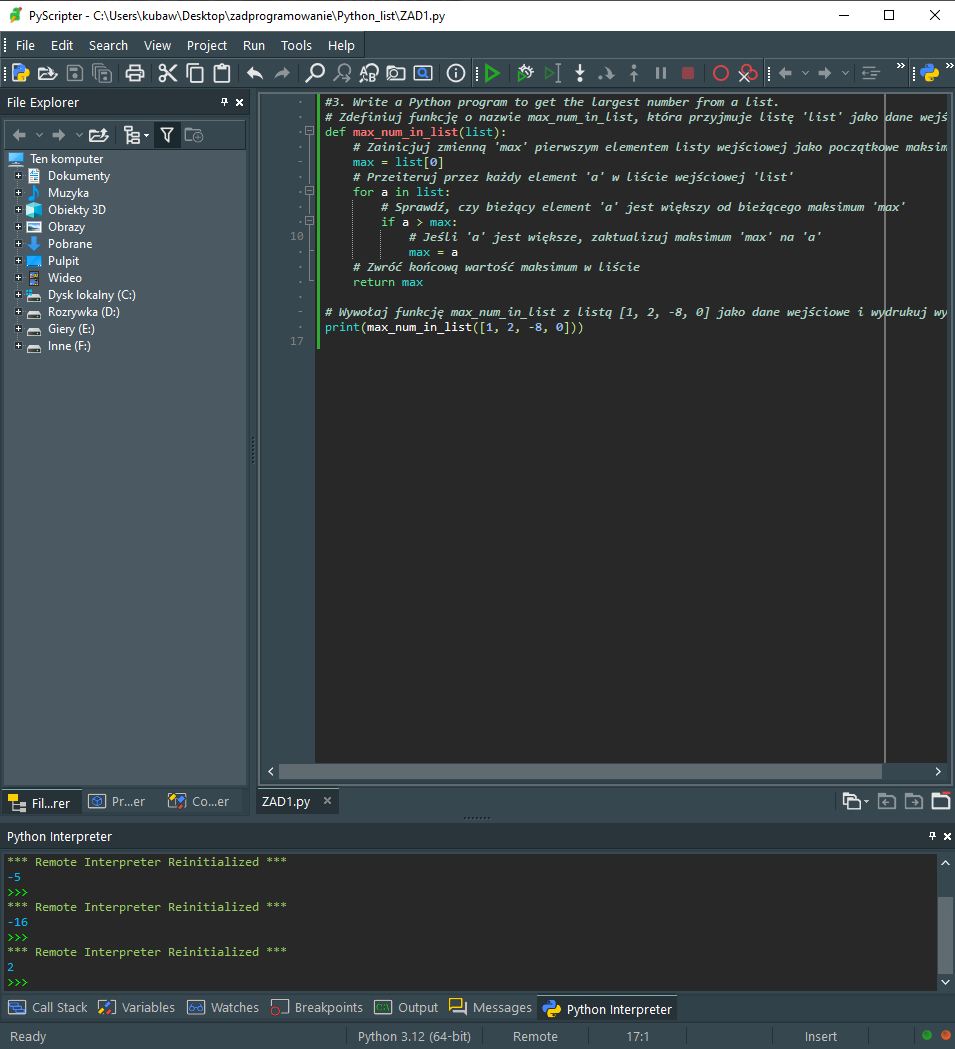 PyScripter - C:\Users\kubaw\Desktop\zadprogramowanie\Python_list\ZAD1.py
File Edit Search View Project Run Tools Help
File Explorer
Ten komputer
Dokumenty
Muzyka
Obiekty 3D
Obrazy
Pobrane
Pulpit
Wideo
Dysk lokalny (C:)
Rozrywka (D:)
Giery (E:)
Inne (F:)
Fil...rer Pr...er Co...er
#3. Write a Python program to get the largest number from a list.
# Zdefiniuj funkcję o nazwie max_num_in_list, która przyjmuje listę 'list' jako dane wejś
def max_num_in_list(list):
# Zainicjuj zmienną 'max' pierwszym elementem listy wejściowej jako początkowe maksim
max = list[0]
# Przeiteruj przez każdy element 'a' w liście wejściowej 'list'
for a in list:
# Sprawdź, czy bieżący element 'a' jest większy od bieżącego maksimum 'max'
if a > max:
10 # Jeśli 'a' jest większe, zaktualizuj maksimum 'max' na 'a'
max = a
# Zwróć końcową wartość maksimum w liście
return max
# Wywołaj funkcję max_num_in_list z listą [1, 2, -8, 0] jako dane wejściowe i wydrukuj wy
print(max_num_in_list([1, 2, -8, 0]))
17
ZAD1.py
Python Interpreter
*** Remote Interpreter Reinitialized ***
-5
>>>
*** Remote Interpreter Reinitialized ***
-16
>>>
*** Remote Interpreter Reinitialized ***
2
>>>
Call Stack Variables Watches Breakpoints Output Messages Python Interpreter
Ready Python 3.12 (64-bit) Remote 17:1 Insert